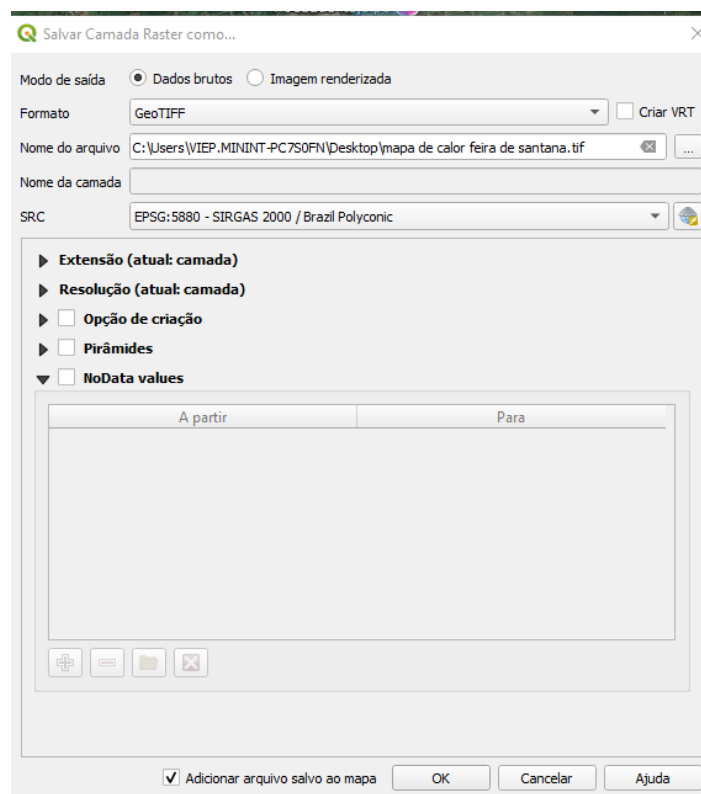 Salvar Camada Raster como...
Modo de saída Dados brutos Imagem renderizada
Formato GeoTIFF Criar VRT
Nome do arquivo C:\Users\VIEP.MININT-PC7S0FN\Desktop\mapa de calor feira de santana.tif ...
Nome da camada
SRC EPSG:5880 - SIRGAS 2000 / Brazil Polyconic
Extensão (atual: camada)
Resolução (atual: camada)
Opção de criação
Pirâmides
NoData values
A partir Para
Adicionar arquivo salvo ao mapa OK Cancelar Ajuda